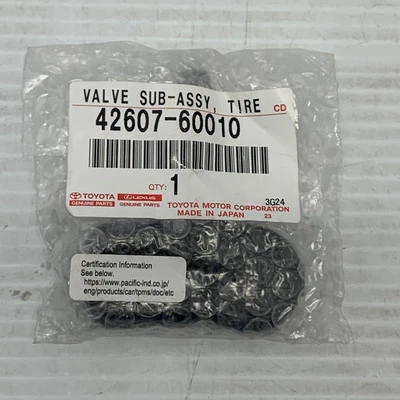 VALVE SUB-ASSY, TIRE CD
42607-60010
QTY: 1
3G24
TOYOTA LEXUS TOYOTA MOTOR CORPORATION
GENUINE PARTS GENUINE PARTS MADE IN JAPAN 23
Certification Information
See below.
https://www.pacific-ind.co.jp/
eng/products/car/tpms/doc/etc